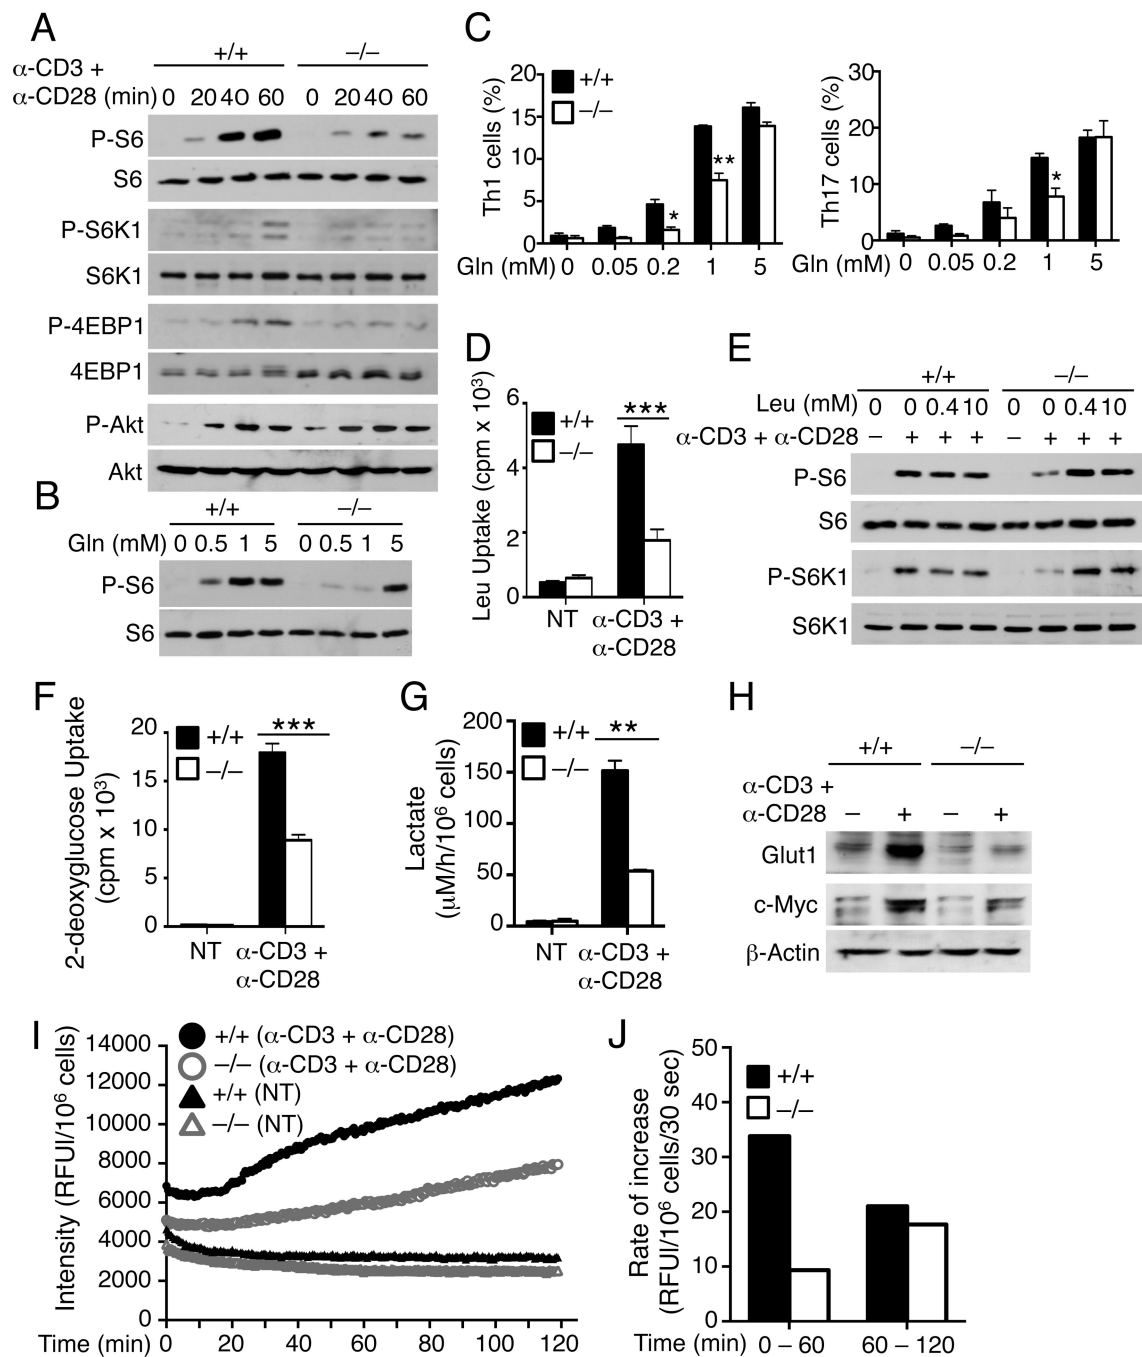 A
+/+ –/–
α-CD3 +
α-CD28 (min) 0 20 40 60 0 20 40 60
P-S6
S6
P-S6K1
S6K1
P-4EBP1
4EBP1
P-Akt
Akt
B
+/+ –/–
Gln (mM) 0 0.5 1 5 0 0.5 1 5
P-S6
S6
C
Th1 cells (%)
20
15
10
5
0
+/+
–/–
*
**
Gln (mM) 0 0.05 0.2 1 5
Th17 cells (%)
30
20
10
0
*
Gln (mM) 0 0.05 0.2 1 5
D
Leu Uptake (cpm x 10³)
6
4
2
0
+/+
–/–
***
NT α-CD3 +
α-CD28
E
+/+ –/–
Leu (mM) 0 0 0.4 10 0 0 0.4 10
α-CD3 + α-CD28 – + + + – + + +
P-S6
S6
P-S6K1
S6K1
F
2-deoxyglucose Uptake
(cpm x 10³)
20
15
10
5
0
+/+
–/–
***
NT α-CD3 +
α-CD28
G
Lactate
(μM/h/10⁶ cells)
200
150
100
50
0
+/+
–/–
**
NT α-CD3 +
α-CD28
H
+/+ –/–
α-CD3 +
α-CD28 – + – +
Glut1
c-Myc
β-Actin
I
Intensity (RFUI/10⁶ cells)
14000
12000
10000
8000
6000
4000
2000
0
+/+ (α-CD3 + α-CD28)
–/– (α-CD3 + α-CD28)
+/+ (NT)
–/– (NT)
Time (min) 0 20 40 60 80 100 120
J
Rate of increase
(RFUI/10⁶ cells/30 sec)
50
40
30
20
10
0
+/+
–/–
Time (min) 0 – 60 60 – 120